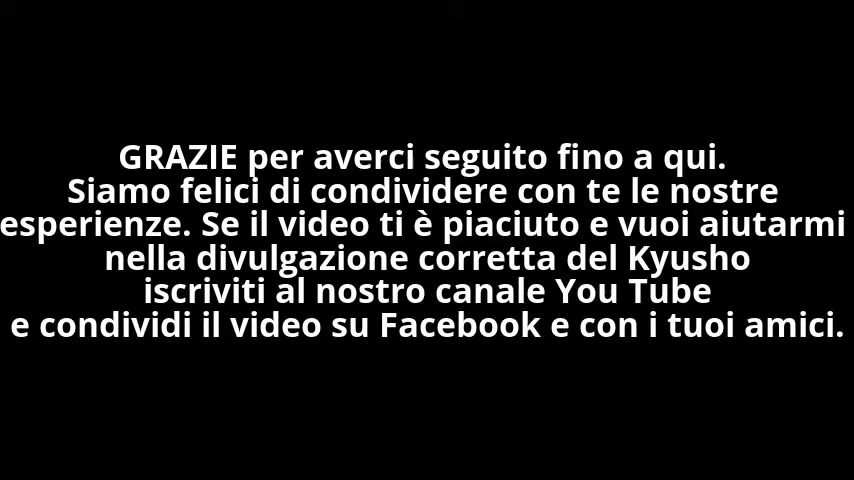 GRAZIE per averci seguito fino a qui.
Siamo felici di condividere con te le nostre
esperienze. Se il video ti è piaciuto e vuoi aiutarmi
nella divulgazione corretta del Kyusho
iscriviti al nostro canale You Tube
e condividi il video su Facebook e con i tuoi amici.